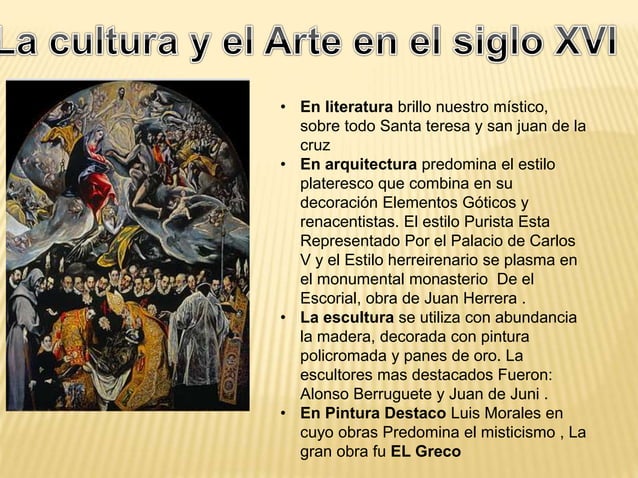 La cultura y el Arte en el siglo XVI
• En literatura brillo nuestro místico,
sobre todo Santa teresa y san juan de la
cruz
• En arquitectura predomina el estilo
plateresco que combina en su
decoración Elementos Góticos y
renacentistas. El estilo Purista Esta
Representado Por el Palacio de Carlos
V y el Estilo herreirenario se plasma en
el monumental monasterio De el
Escorial, obra de Juan Herrera .
• La escultura se utiliza con abundancia
la madera, decorada con pintura
policromada y panes de oro. La
escultores mas destacados Fueron:
Alonso Berruguete y Juan de Juni .
• En Pintura Destaco Luis Morales en
cuyo obras Predomina el misticismo , La
gran obra fu EL Greco